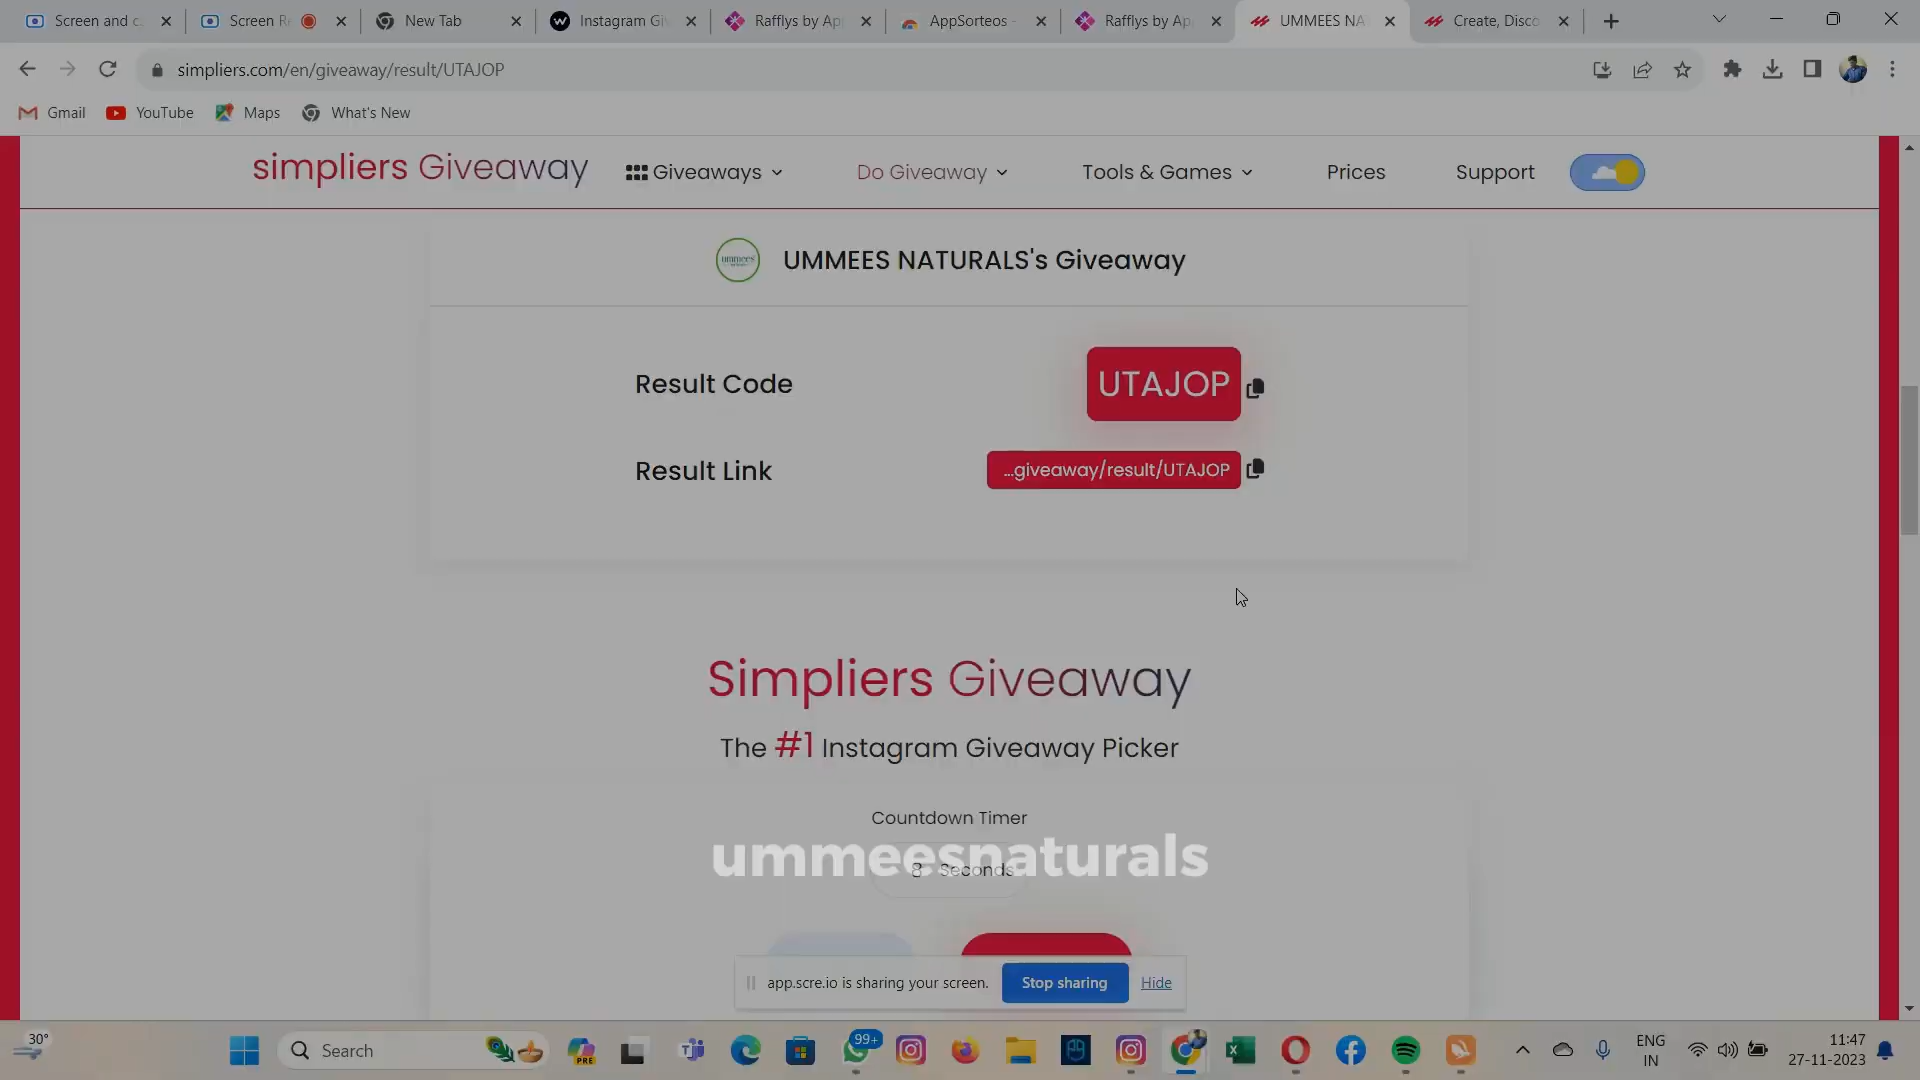 Screen and c
Screen R
New Tab
Instagram Gi
Rafflys by Ap
AppSorteos -
Rafflys by Ap
UMMEES NA
Create, Disco
simpliers.com/en/giveaway/result/UTAJOP
Gmail
YouTube
Maps
What's New
simpliers Giveaway
Giveaways
Do Giveaway
Tools & Games
Prices
Support
ummees
UMMEES NATURALS's Giveaway
Result Code
UTAJOP
Result Link
...giveaway/result/UTAJOP
Simpliers Giveaway
The #1 Instagram Giveaway Picker
Countdown Timer
8 Seconds
ummeesnaturals
app.scre.io is sharing your screen.
Stop sharing
Hide
30°
Search
PRE
99+
ENG
IN
11:47
27-11-2023